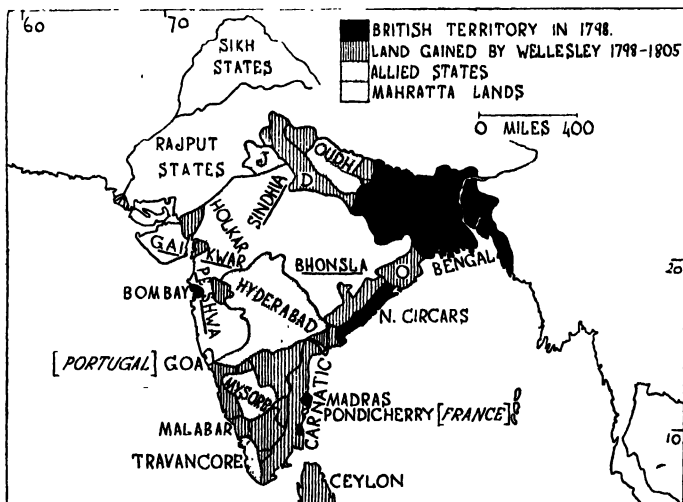 60
70
BRITISH TERRITORY IN 1798.
LAND GAINED BY WELLESLEY 1798-1805
ALLIED STATES
MAHRATTA LANDS
0 MILES 400
SIKH
STATES
RAJPUT
STATES
J
OUDH
D
SINDHIA
HOLKAR
GAI
KWAR
PESHWA
BHONSLA
O
BENGAL
20
BOMBAY
HYDERABAD
N. CIRCARS
[PORTUGAL] GOA
MYSORE
CARNATIC
MADRAS
PONDICHERRY [FRANCE]
MALABAR
10
TRAVANCORE
CEYLON